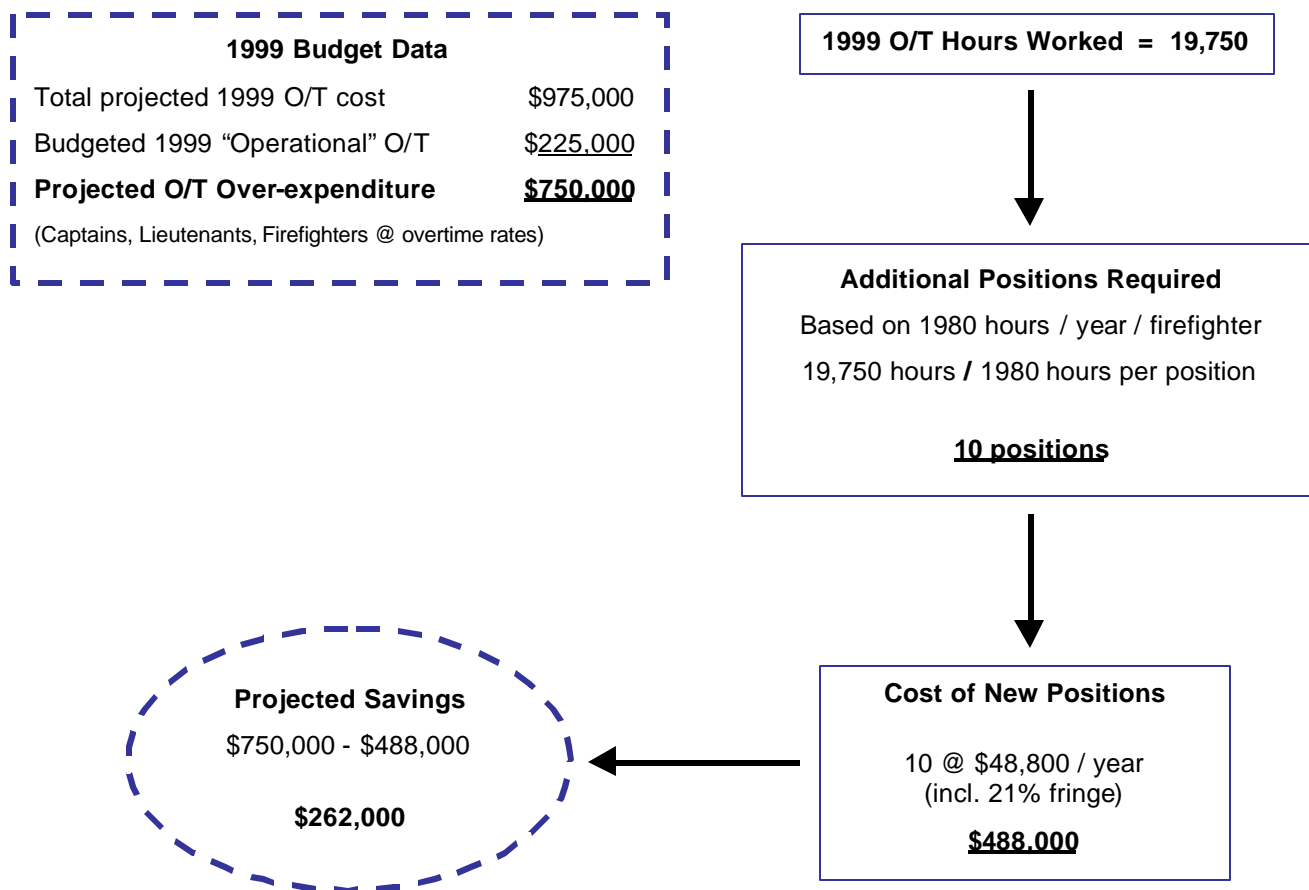 1999 Budget Data
Total projected 1999 O/T cost $975,000
Budgeted 1999 “Operational” O/T $225,000
Projected O/T Over-expenditure $750,000
(Captains, Lieutenants, Firefighters @ overtime rates)
1999 O/T Hours Worked = 19,750
Additional Positions Required
Based on 1980 hours / year / firefighter
19,750 hours / 1980 hours per position
10 positions
Cost of New Positions
10 @ $48,800 / year
(incl. 21% fringe)
$488,000
Projected Savings
$750,000 - $488,000
$262,000